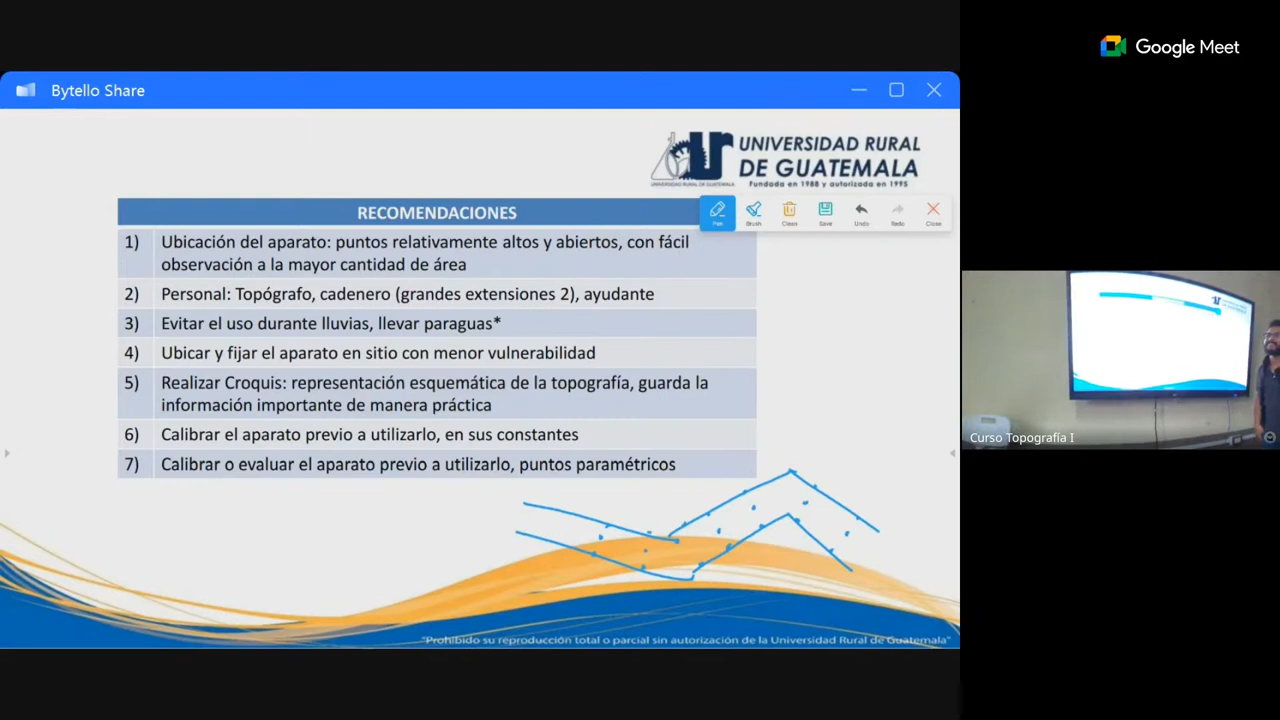 Google Meet
Bytello Share
UNIVERSIDAD RURAL
DE GUATEMALA
Fundada en 1988 y autorizada en 1995
UNIVERSIDAD RURAL DE GUATEMALA
Pen Brush Clean Save Undo Redo Close
RECOMENDACIONES
1) Ubicación del aparato: puntos relativamente altos y abiertos, con fácil
observación a la mayor cantidad de área
2) Personal: Topógrafo, cadenero (grandes extensiones 2), ayudante
3) Evitar el uso durante lluvias, llevar paraguas*
4) Ubicar y fijar el aparato en sitio con menor vulnerabilidad
5) Realizar Croquis: representación esquemática de la topografía, guarda la
información importante de manera práctica
6) Calibrar el aparato previo a utilizarlo, en sus constantes
7) Calibrar o evaluar el aparato previo a utilizarlo, puntos paramétricos
Curso Topografía I
"Prohibido su reproducción total o parcial sin autorización de la Universidad Rural de Guatemala"